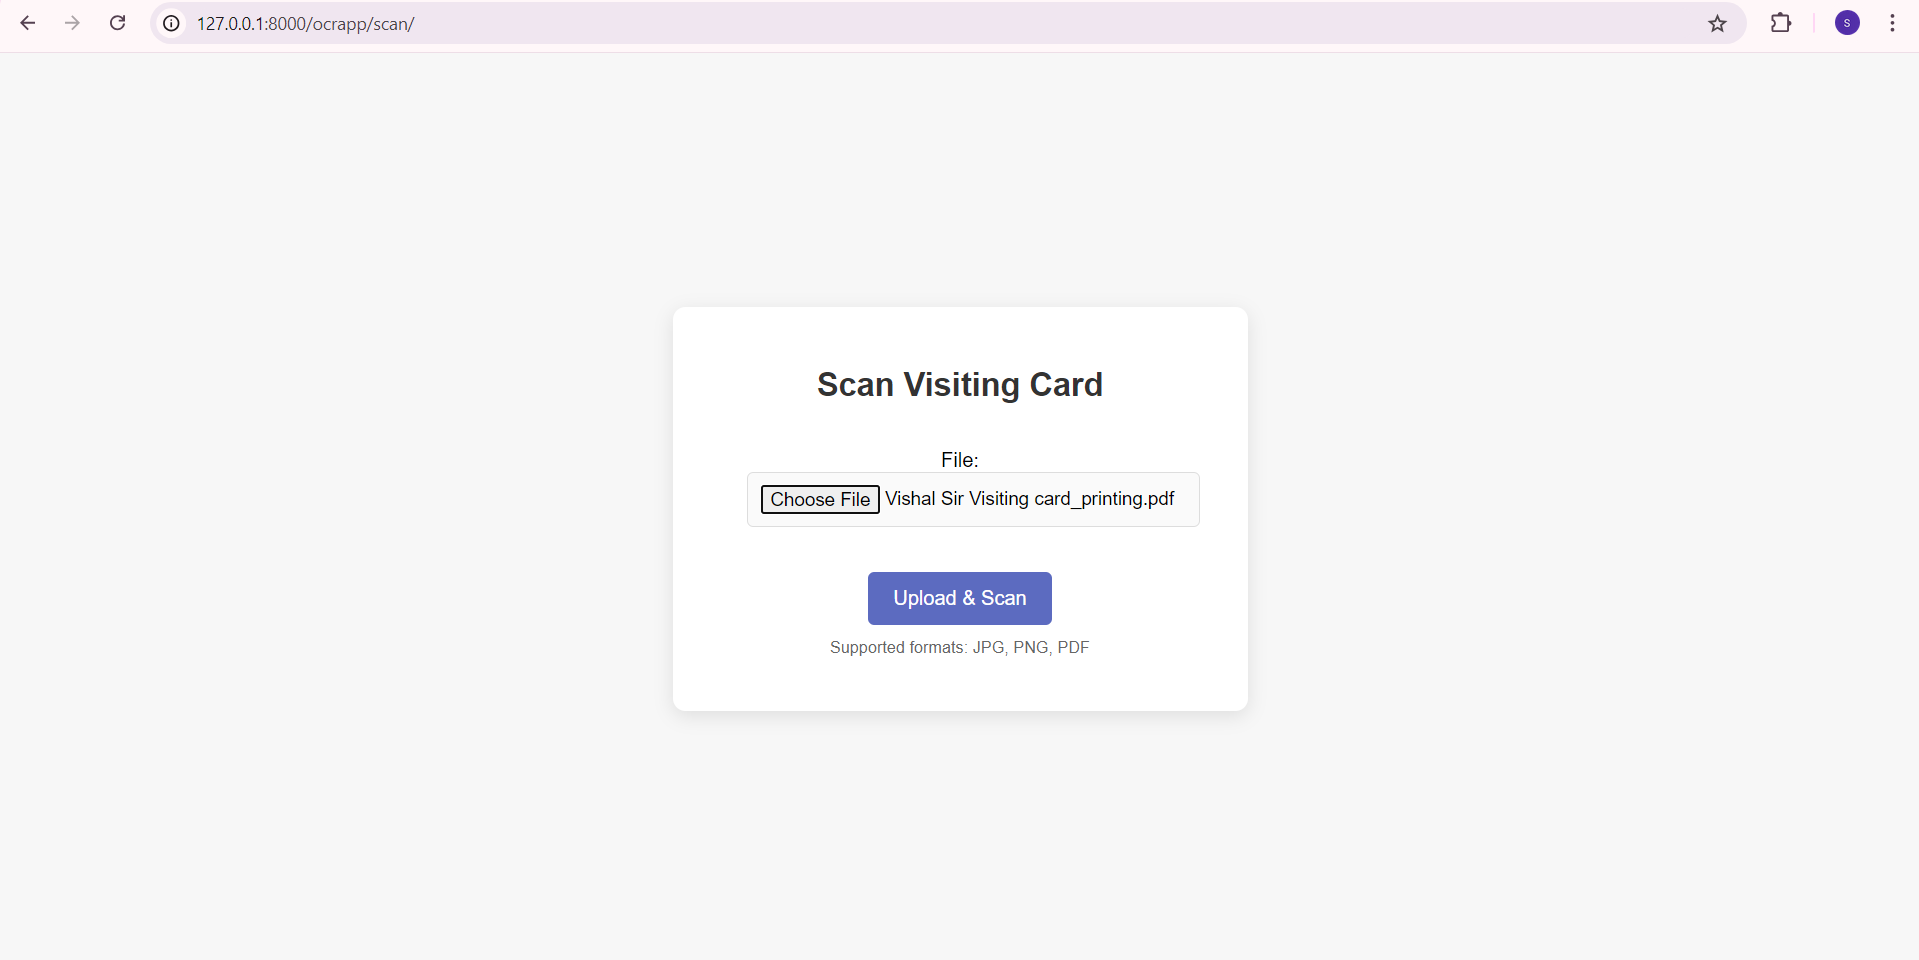 127.0.0.1:8000/ocrapp/scan/
S
Scan Visiting Card
File:
Choose File Vishal Sir Visiting card_printing.pdf
Upload & Scan
Supported formats: JPG, PNG, PDF